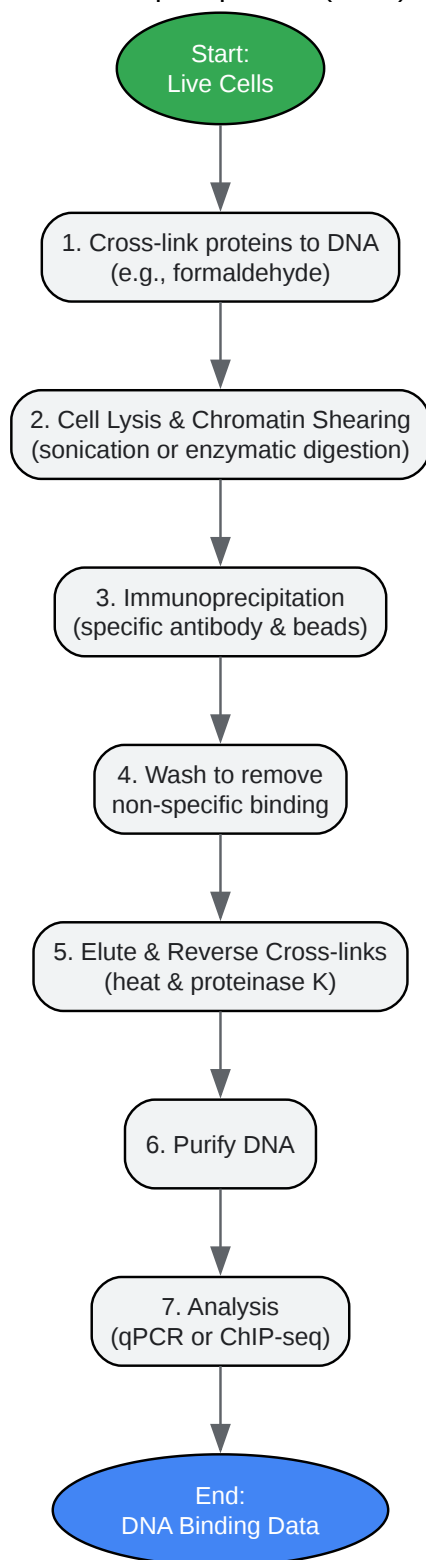 Start:
Live Cells
1. Cross-link proteins to DNA
(e.g., formaldehyde)
2. Cell Lysis & Chromatin Shearing
(sonication or enzymatic digestion)
3. Immunoprecipitation
(specific antibody & beads)
4. Wash to remove
non-specific binding
5. Elute & Reverse Cross-links
(heat & proteinase K)
6. Purify DNA
7. Analysis
(qPCR or ChIP-seq)
End:
DNA Binding Data